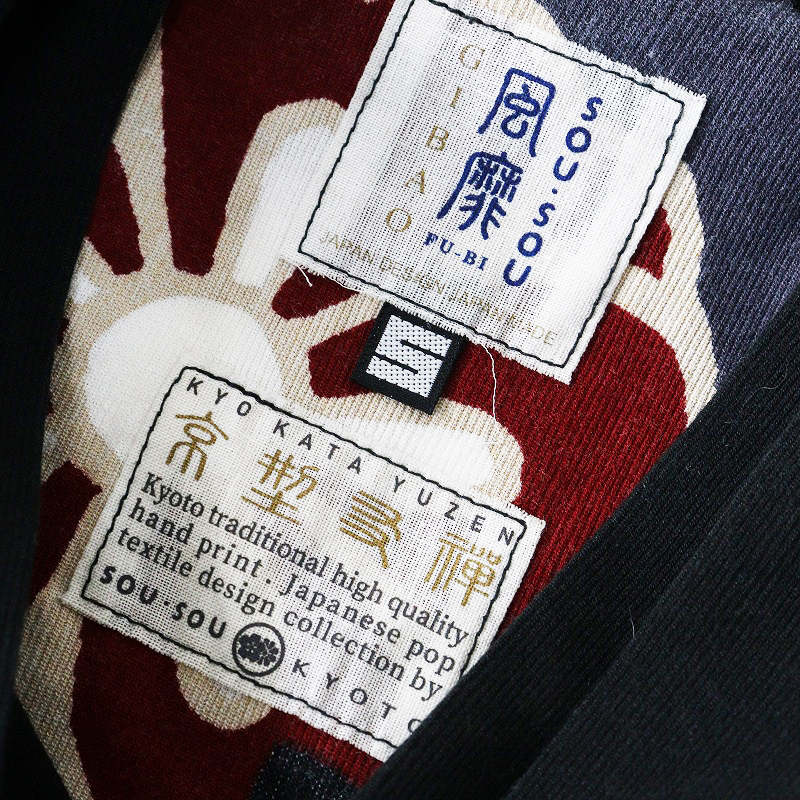 GIBAO
風靡
FU-BI
SOU·SOU
JAPAN DESIGN JAPAN MADE
S
KYO KATA YUZEN
京型友禅
Kyoto traditional high quality
hand print. Japanese pop
textile design collection by
SOU·SOU KYOTO